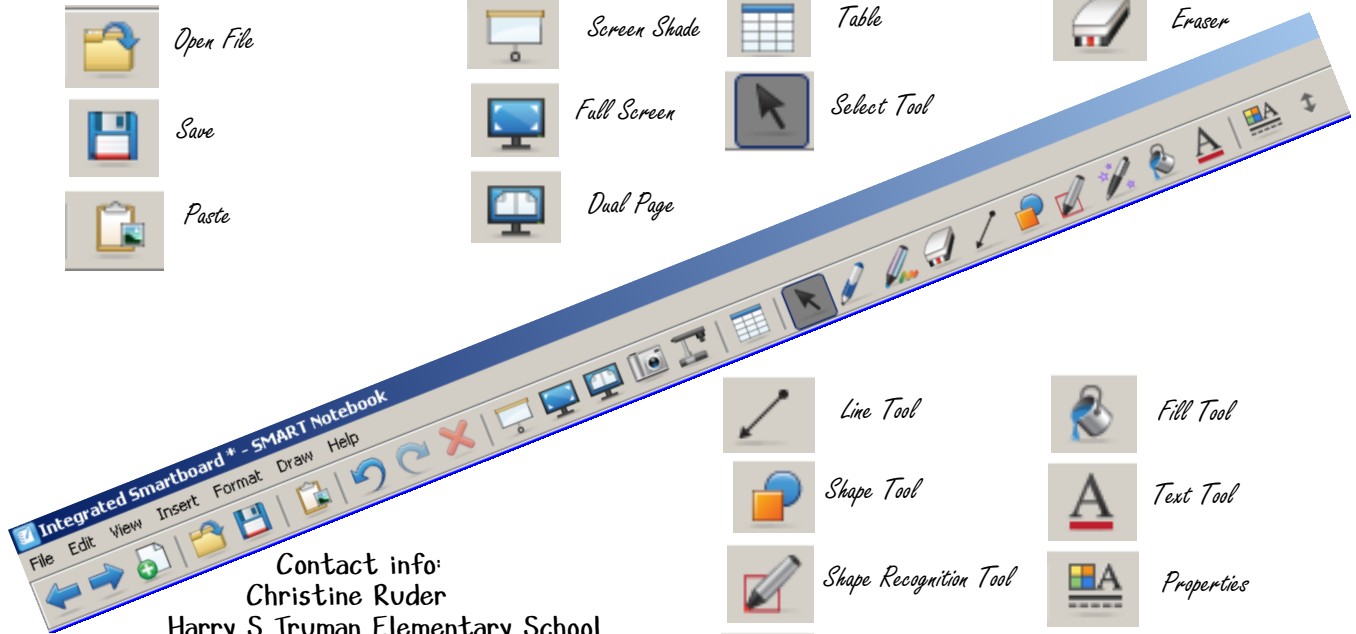 Open File
Save
Paste
Screen Shade
Full Screen
Dual Page
Table
Select Tool
Eraser
Integrated Smartboard * - SMART Notebook
File Edit View Insert Format Draw Help
Line Tool
Shape Tool
Shape Recognition Tool
Fill Tool
Text Tool
Properties
Contact info:
Christine Ruder
Harry S Truman Elementary School